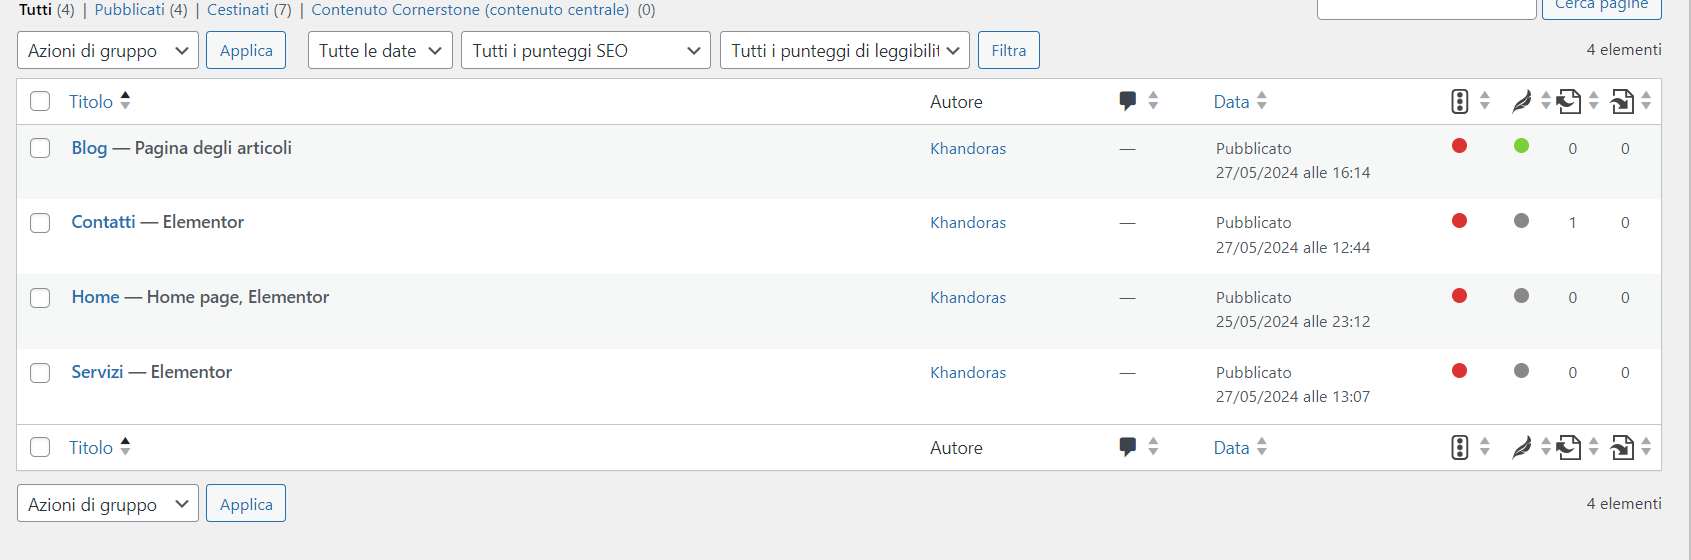 Tutti (4) | Pubblicati (4) | Cestinati (7) | Contenuto Cornerstone (contenuto centrale) (0)
Cerca pagine
Azioni di gruppo Applica Tutte le date Tutti i punteggi SEO Tutti i punteggi di leggibilit Filtra 4 elementi
Titolo Autore Data
Blog — Pagina degli articoli Khandoras — Pubblicato 0 0
27/05/2024 alle 16:14
Contatti — Elementor Khandoras — Pubblicato 1 0
27/05/2024 alle 12:44
Home — Home page, Elementor Khandoras — Pubblicato 0 0
25/05/2024 alle 23:12
Servizi — Elementor Khandoras — Pubblicato 0 0
27/05/2024 alle 13:07
Titolo Autore Data
Azioni di gruppo Applica 4 elementi